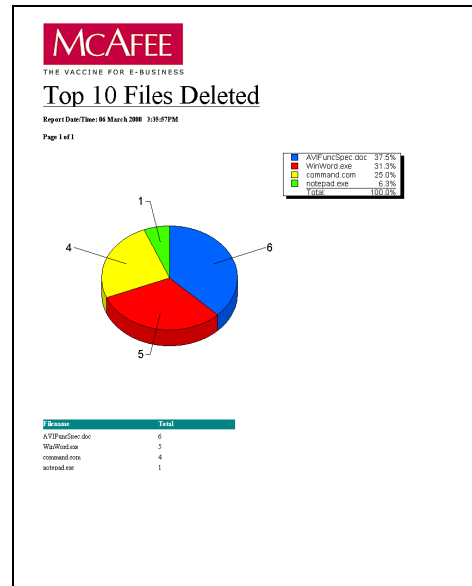 McAFEE
THE VACCINE FOR E-BUSINESS
Top 10 Files Deleted
Report Date/Time: 06 March 2000 3:35:57PM
Page 1 of 1
AVIFuncSpec.doc 37.5%
WinWord.exe 31.3%
command.com 25.0%
notepad.exe 6.3%
Total: 100.0%
1
4
6
5
Filename Total
AVIFuncSpec.doc 6
WinWord.exe 5
command.com 4
notepad.exe 1